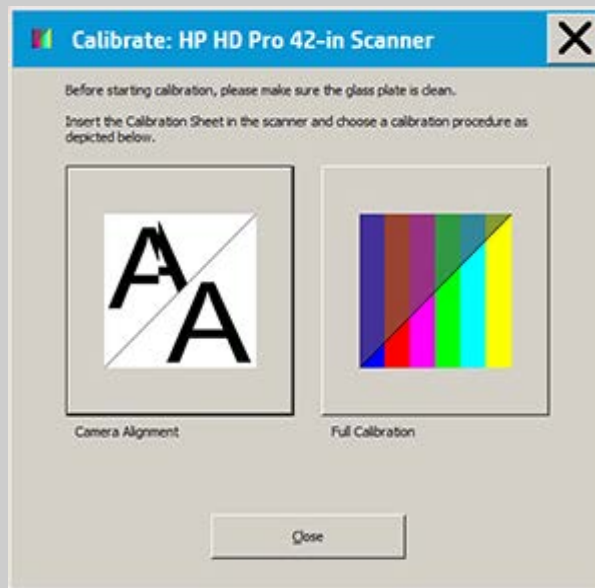 Calibrate: HP HD Pro 42-in Scanner
Before starting calibration, please make sure the glass plate is clean.
Insert the Calibration Sheet in the scanner and choose a calibration procedure as
depicted below.
A A
Camera Alignment
Full Calibration
Close